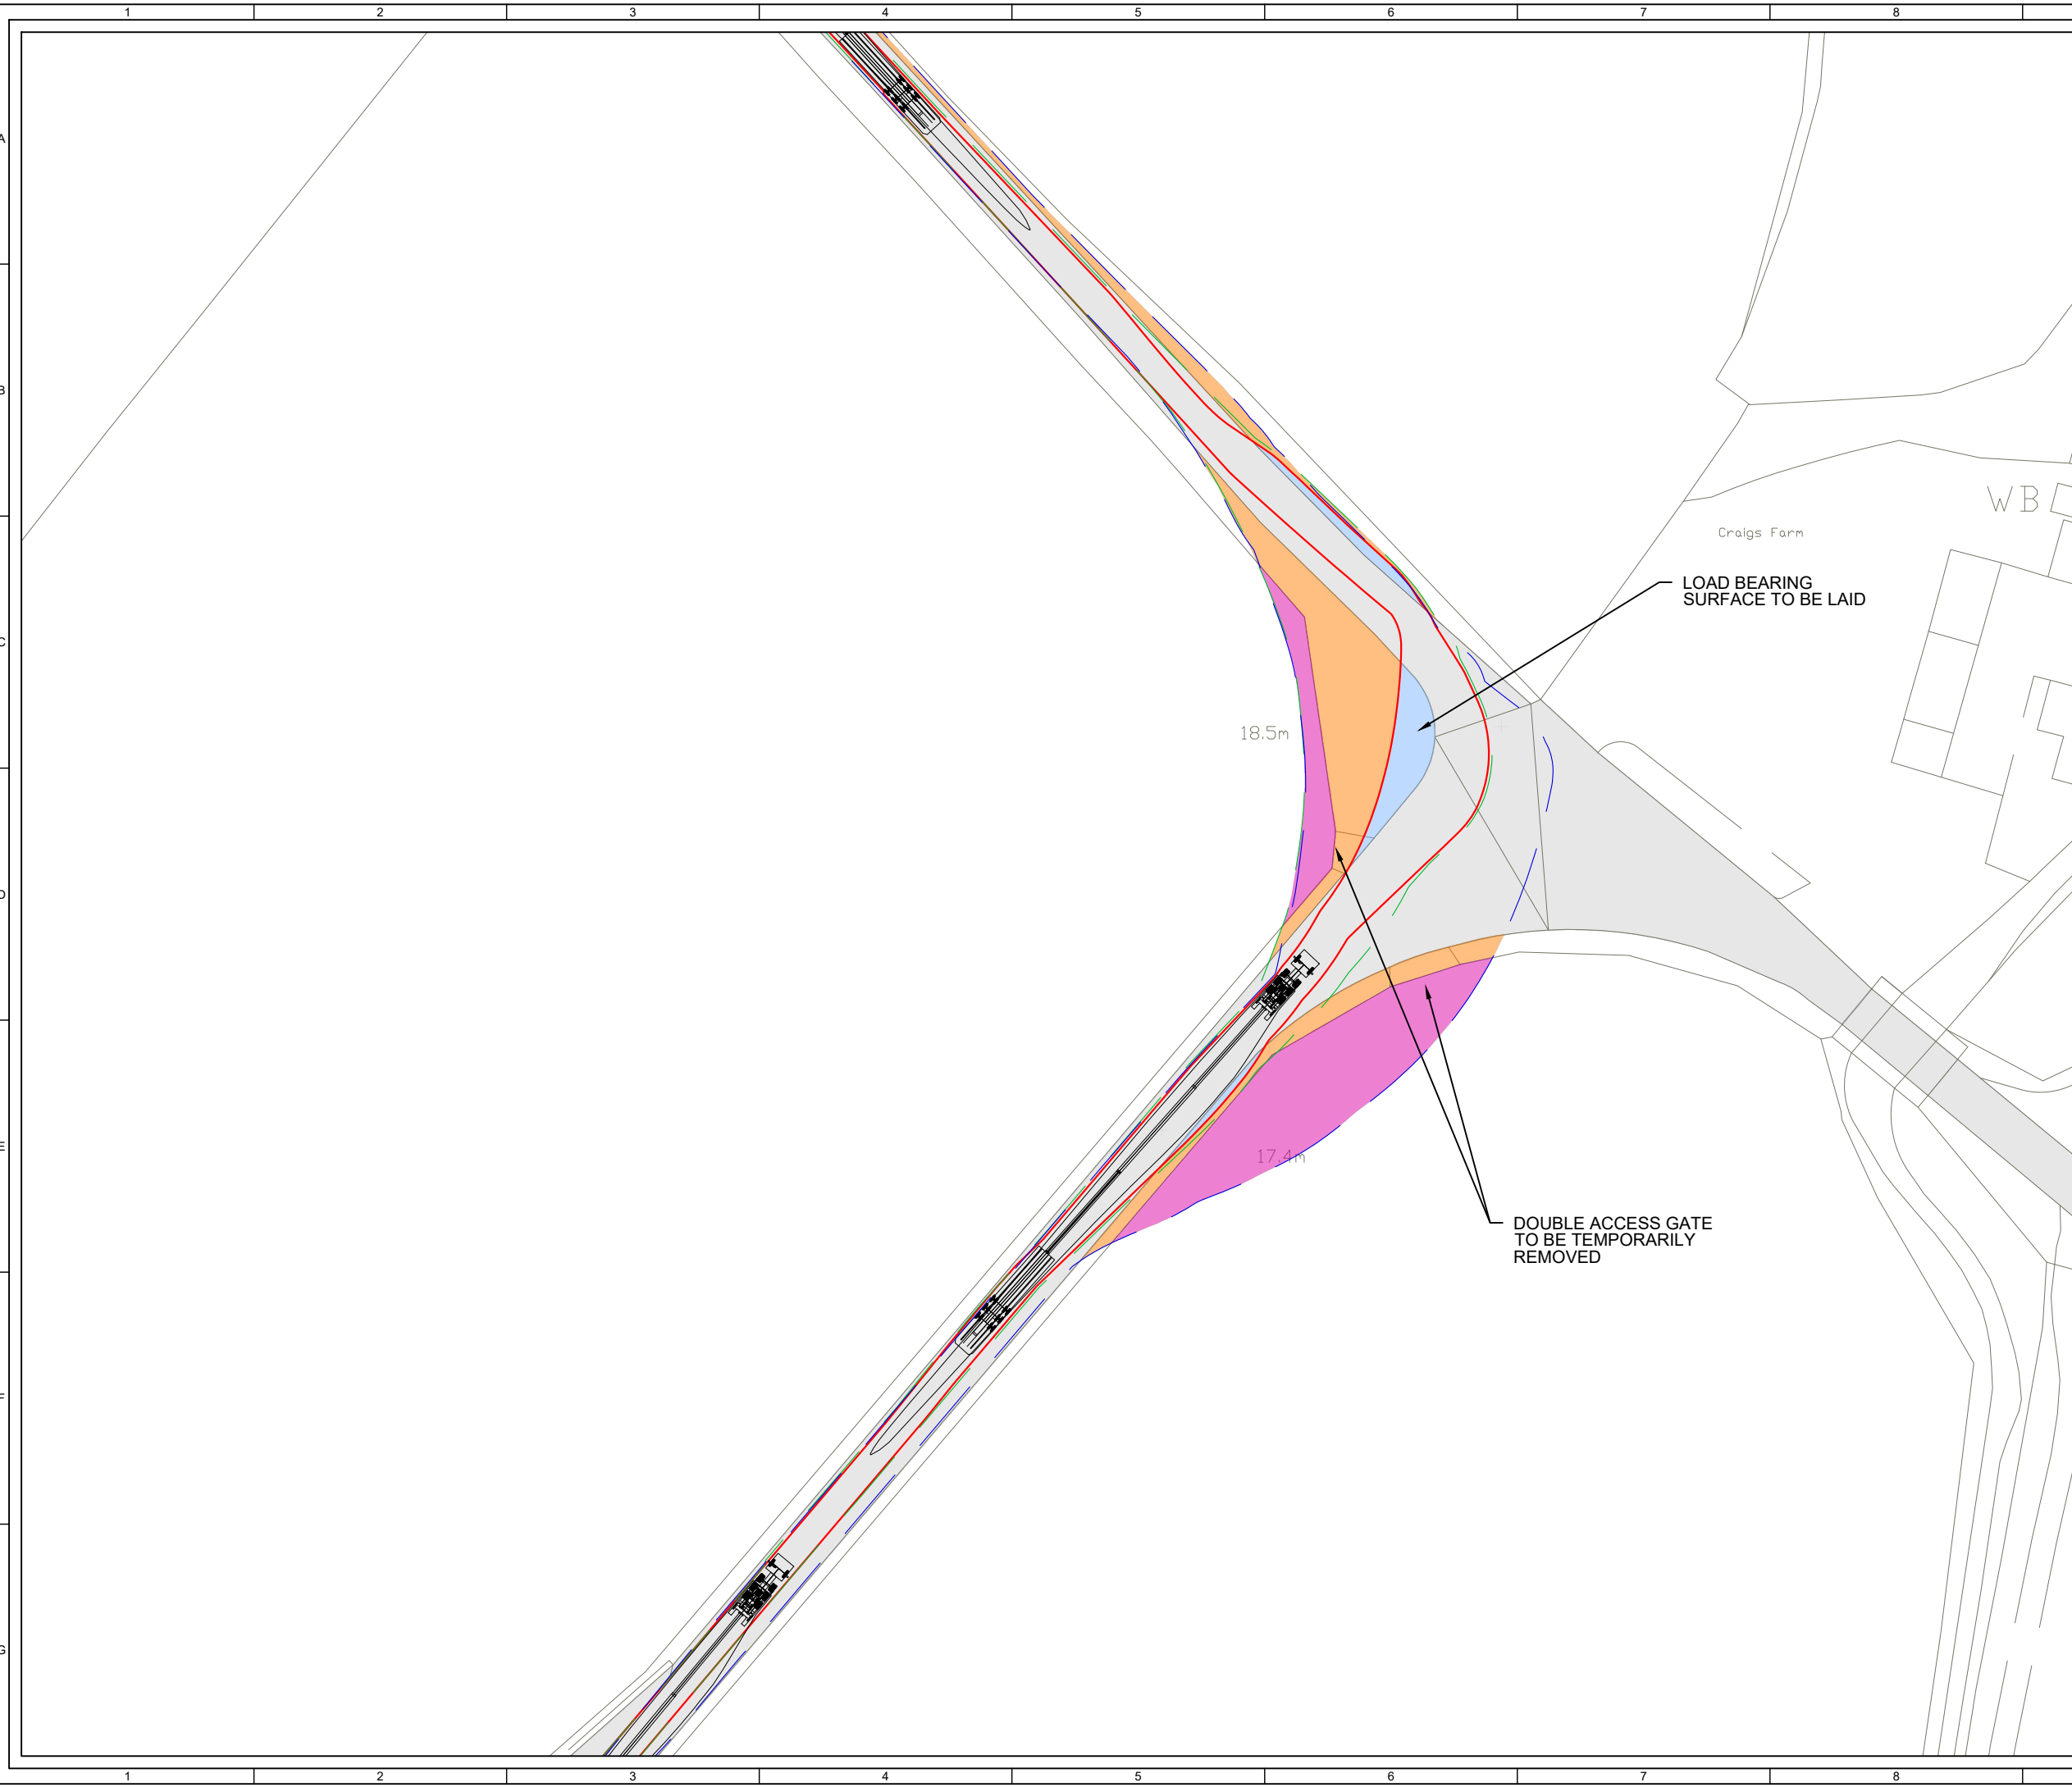 1 2 3 4 5 6 7 8
A
B
WB
Craigs Farm
LOAD BEARING
SURFACE TO BE LAID
C
18.5m
D
E
17.4m
DOUBLE ACCESS GATE
TO BE TEMPORARILY
REMOVED
F
G
1 2 3 4 5 6 7 8